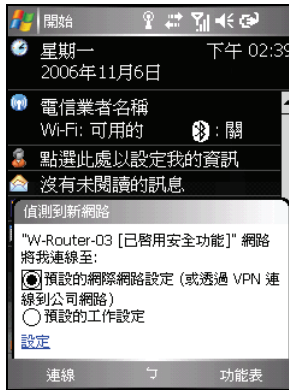 開始
星期一 下午 02:39
2006年11月6日
電信業者名稱
Wi-Fi: 可用的 : 關
點選此處以設定我的資訊
沒有未閱讀的訊息
偵測到新網路
"W-Router-03 [已啓用安全功能]" 網路
將我連線至:
預設的網際網路設定 (或透過 VPN 連
線到公司網路)
預設的工作設定
設定
連線 功能表